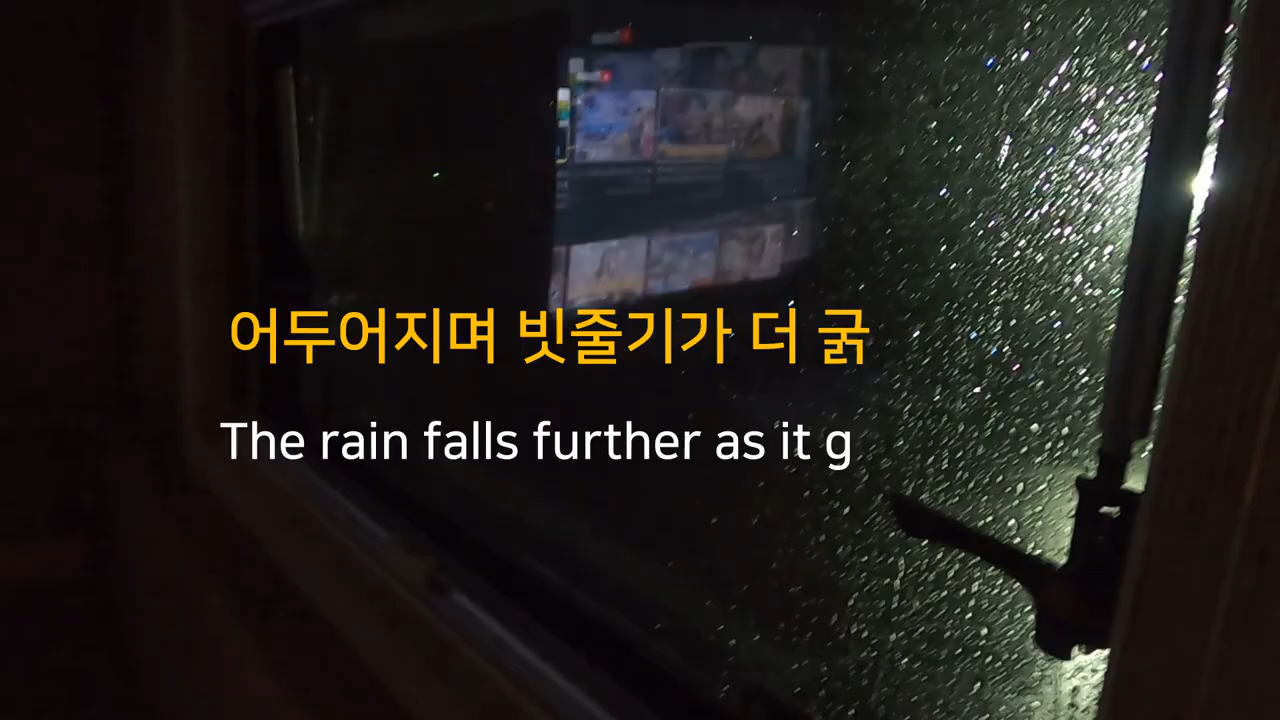 어두어지며 빗줄기가 더 굵
The rain falls further as it g